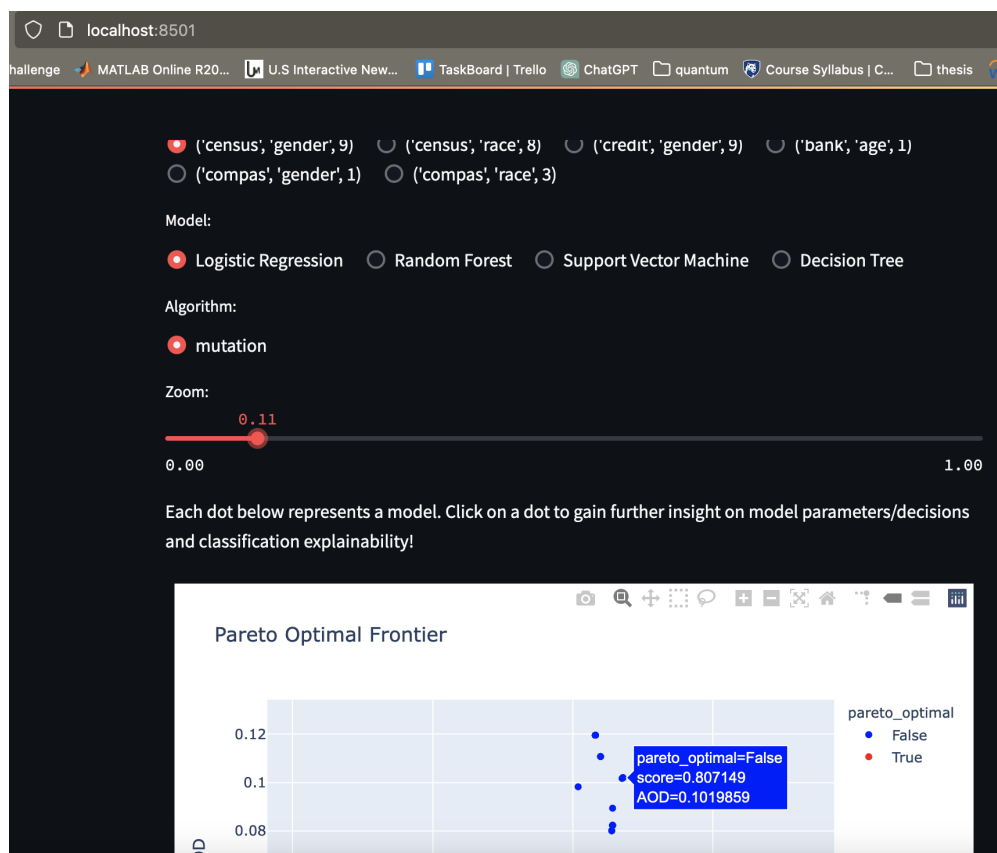 localhost:8501
hallenge MATLAB Online R20... U.S Interactive New... TaskBoard | Trello ChatGPT quantum Course Syllabus | C... thesis
('census', 'gender', 9) ('census', 'race', 8) ('credit', 'gender', 9) ('bank', 'age', 1)
('compas', 'gender', 1) ('compas', 'race', 3)
Model:
Logistic Regression Random Forest Support Vector Machine Decision Tree
Algorithm:
mutation
Zoom:
0.11
0.00 1.00
Each dot below represents a model. Click on a dot to gain further insight on model parameters/decisions
and classification explainability!
Pareto Optimal Frontier
pareto_optimal
0.12 False
pareto_optimal=False True
0.1 score=0.807149
AOD=0.1019859
0.08